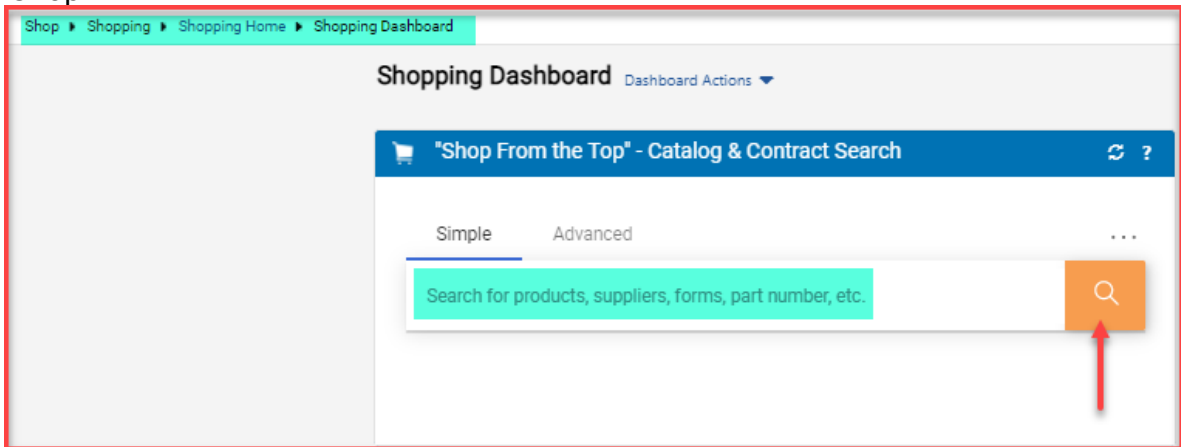 Shop ▸ Shopping ▸ Shopping Home ▸ Shopping Dashboard
Shopping Dashboard Dashboard Actions
"Shop From the Top" - Catalog & Contract Search ?
Simple Advanced ...
Search for products, suppliers, forms, part number, etc.